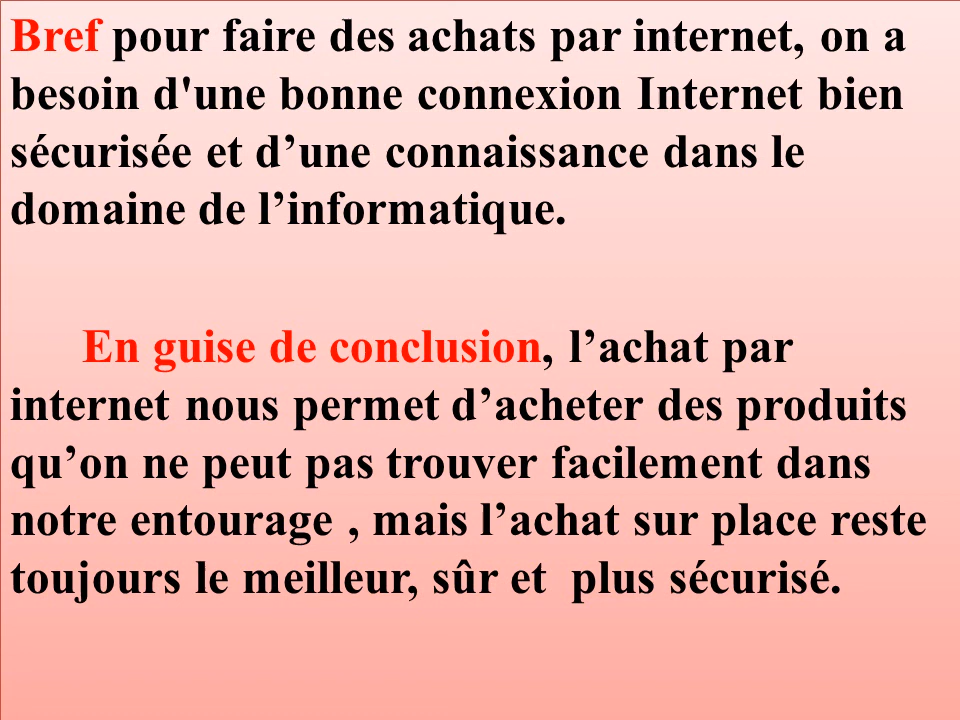 Bref pour faire des achats par internet, on a
besoin d'une bonne connexion Internet bien
sécurisée et d’une connaissance dans le
domaine de l’informatique.
En guise de conclusion, l’achat par
internet nous permet d’acheter des produits
qu’on ne peut pas trouver facilement dans
notre entourage , mais l’achat sur place reste
toujours le meilleur, sûr et  plus sécurisé.